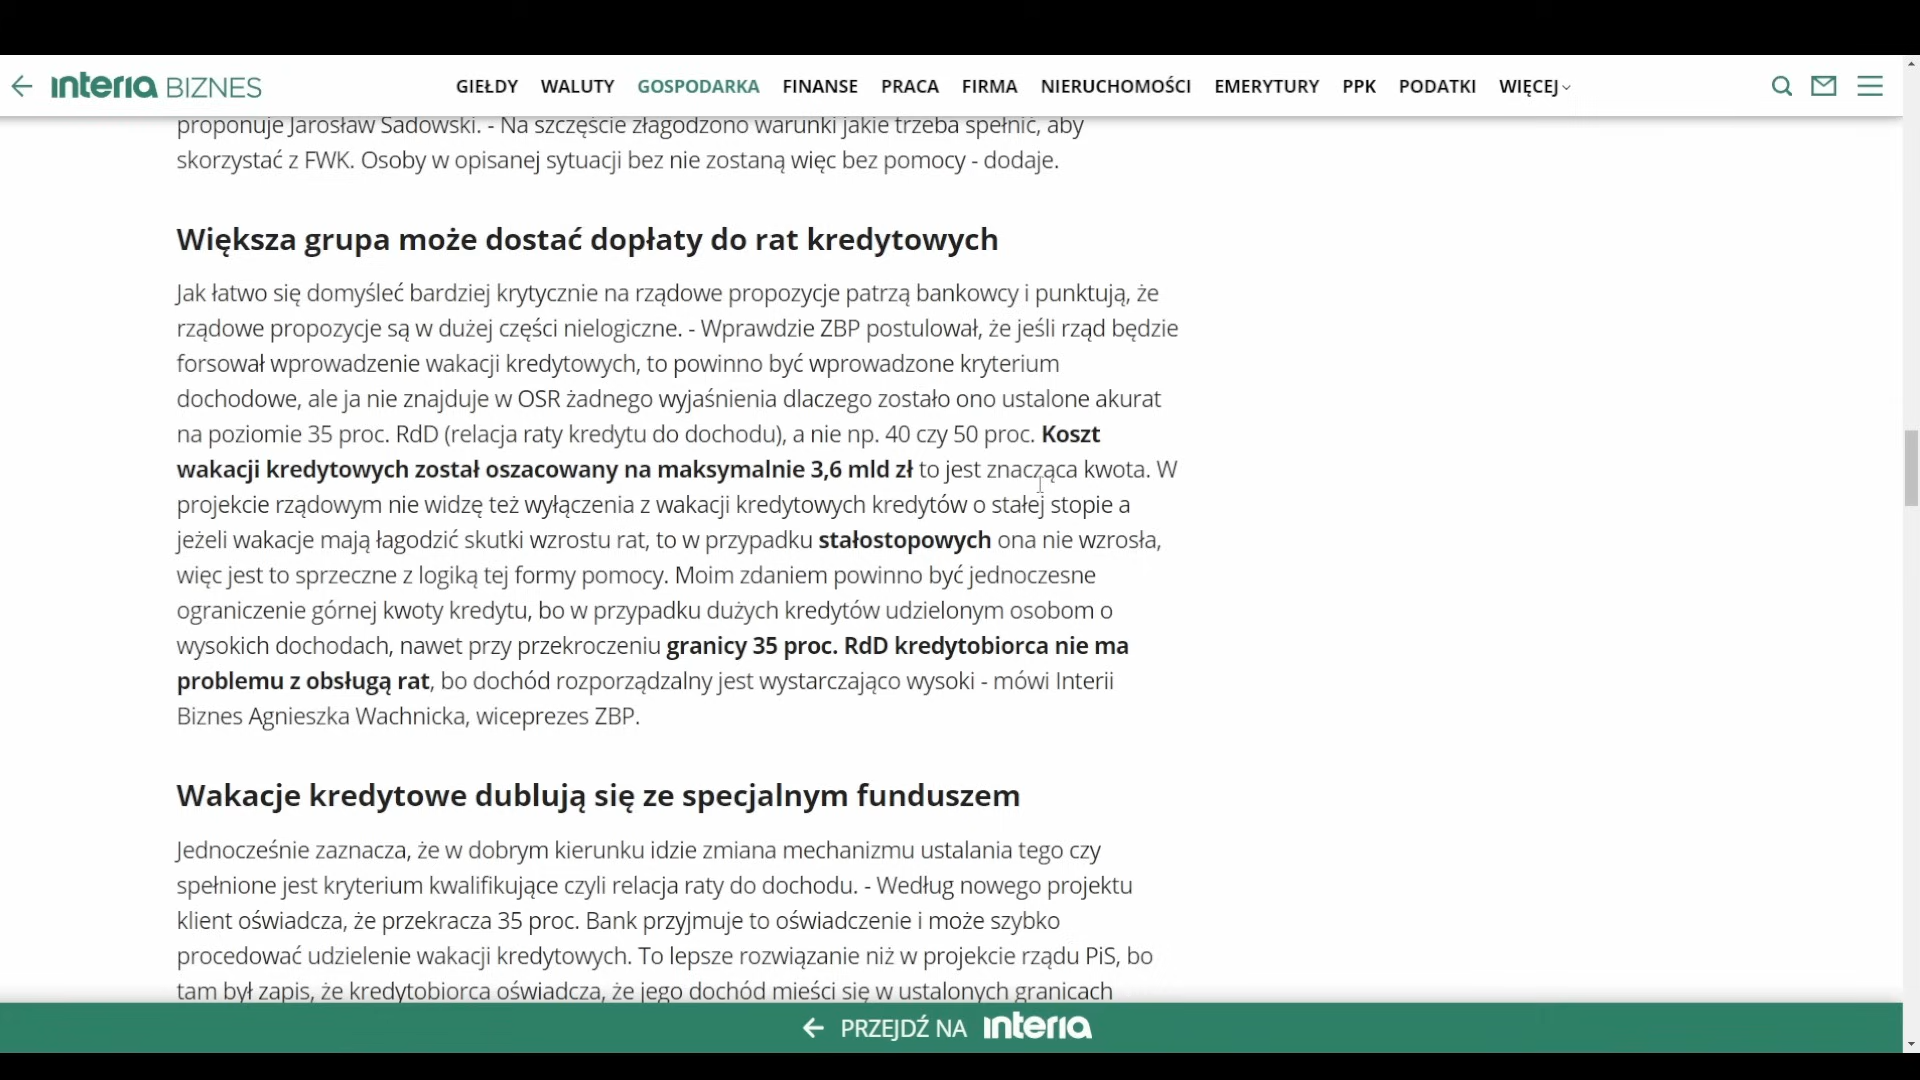 interia BIZNES
GIEŁDY WALUTY GOSPODARKA FINANSE PRACA FIRMA NIERUCHOMOŚCI EMERYTURY PPK PODATKI WIĘCEJ
proponuje Jarosław Sadowski. - Na szczęście złagodzono warunki jakie trzeba spełnić, aby
skorzystać z FWK. Osoby w opisanej sytuacji bez nie zostaną więc bez pomocy - dodaje.
Większa grupa może dostać dopłaty do rat kredytowych
Jak łatwo się domyśleć bardziej krytycznie na rządowe propozycje patrzą bankowcy i punktują, że
rządowe propozycje są w dużej części nielogiczne. - Wprawdzie ZBP postulował, że jeśli rząd będzie
forsował wprowadzenie wakacji kredytowych, to powinno być wprowadzone kryterium
dochodowe, ale ja nie znajduje w OSR żadnego wyjaśnienia dlaczego zostało ono ustalone akurat
na poziomie 35 proc. RdD (relacja raty kredytu do dochodu), a nie np. 40 czy 50 proc. Koszt
wakacji kredytowych został oszacowany na maksymalnie 3,6 mld zł to jest znacząca kwota. W
projekcie rządowym nie widzę też wyłączenia z wakacji kredytowych kredytów o stałej stopie a
jeżeli wakacje mają łagodzić skutki wzrostu rat, to w przypadku stałostopowych ona nie wzrosła,
więc jest to sprzeczne z logiką tej formy pomocy. Moim zdaniem powinno być jednoczesne
ograniczenie górnej kwoty kredytu, bo w przypadku dużych kredytów udzielonym osobom o
wysokich dochodach, nawet przy przekroczeniu granicy 35 proc. RdD kredytobiorca nie ma
problemu z obsługą rat, bo dochód rozporządzalny jest wystarczająco wysoki - mówi Interii
Biznes Agnieszka Wachnicka, wiceprezes ZBP.
Wakacje kredytowe dublują się ze specjalnym funduszem
Jednocześnie zaznacza, że w dobrym kierunku idzie zmiana mechanizmu ustalania tego czy
spełnione jest kryterium kwalifikujące czyli relacja raty do dochodu. - Według nowego projektu
klient oświadcza, że przekracza 35 proc. Bank przyjmuje to oświadczenie i może szybko
procedować udzielenie wakacji kredytowych. To lepsze rozwiązanie niż w projekcie rządu PiS, bo
tam był zapis, że kredytobiorca oświadcza, że jego dochód mieści się w ustalonych granicach
PRZEJDŹ NA interia